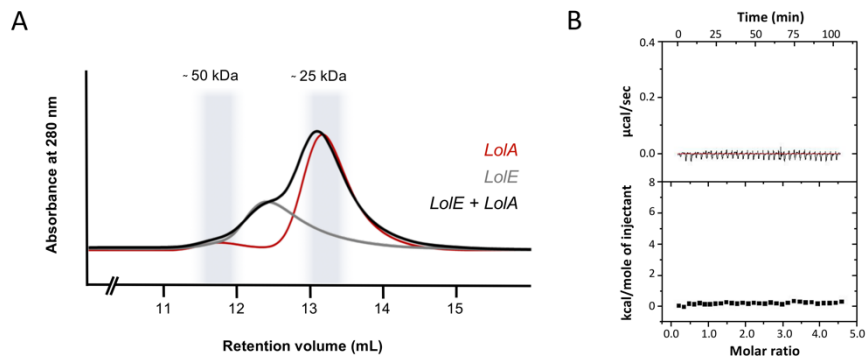 A
~ 50 kDa
~ 25 kDa
Absorbance at 280 nm
LolA
LolE
LolE + LolA
11
12
13
14
15
Retention volume (mL)
B
Time (min)
0 25 50 75 100
0.4
0.2
0.0
µcal/sec
8
6
4
2
0
kcal/mole of injectant
0.0 1.0 2.0 3.0 4.0 5.0
Molar ratio